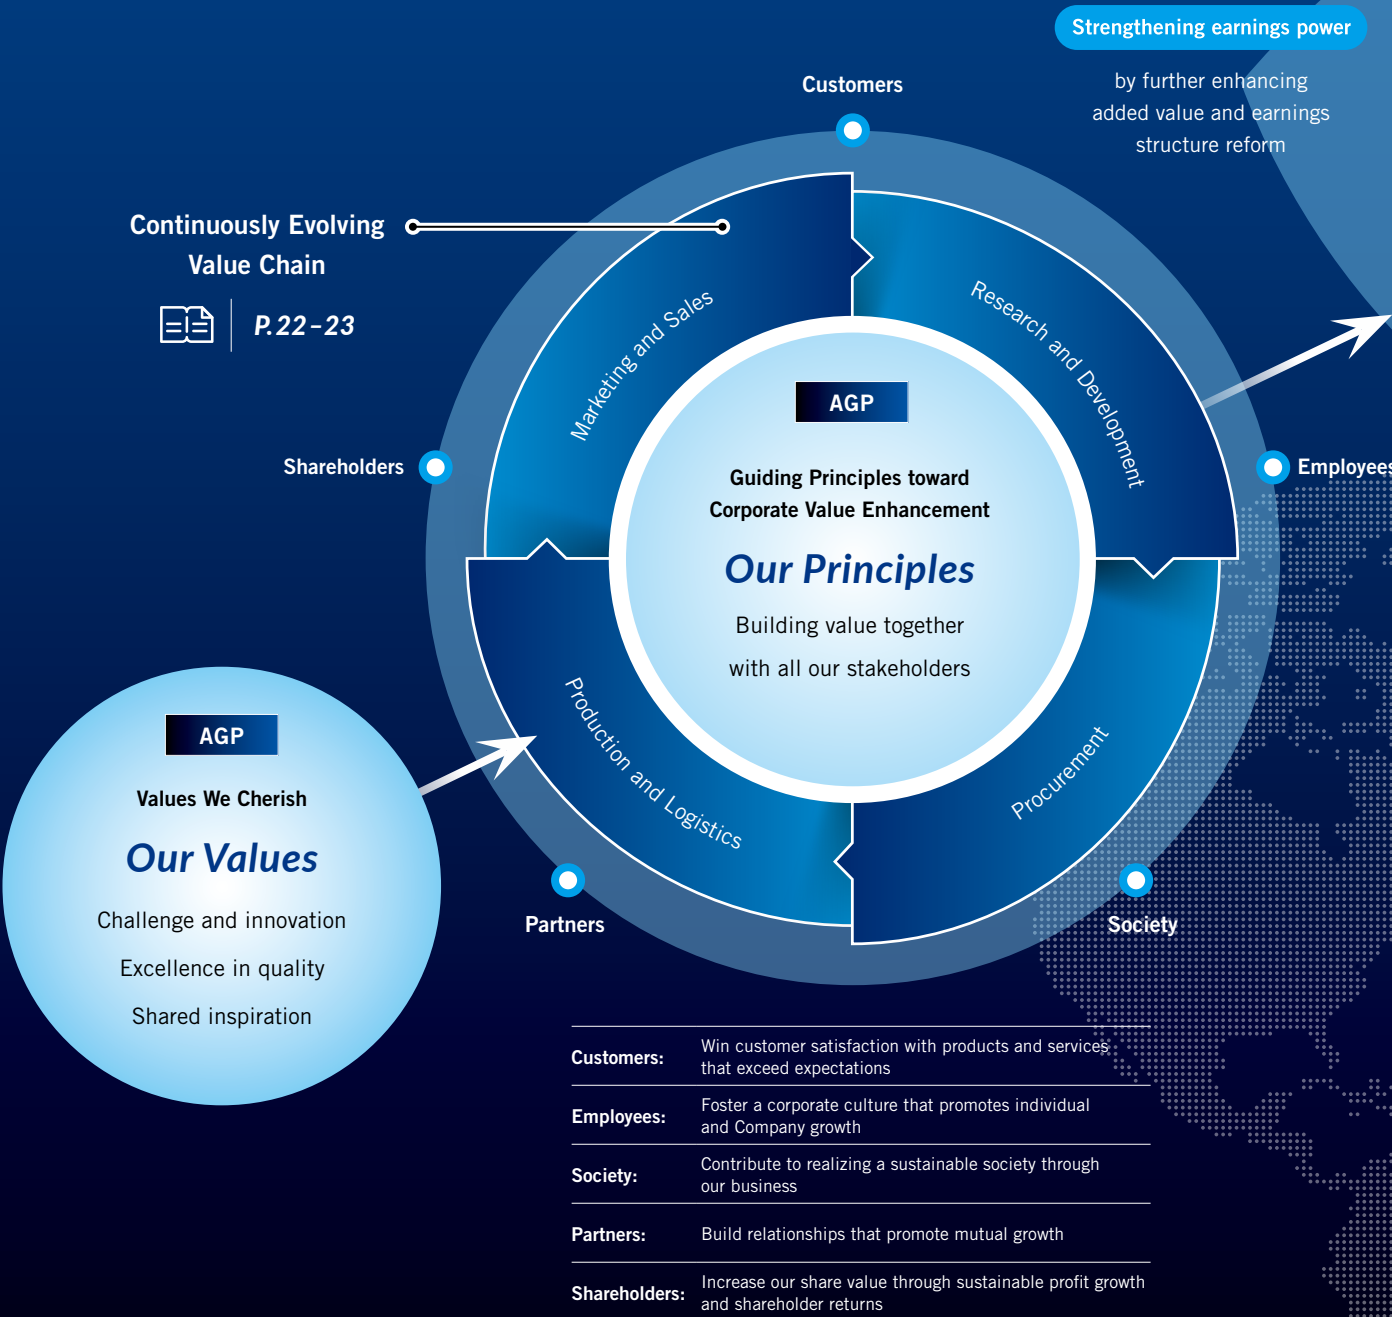 Strengthening earnings power
by further enhancing
added value and earnings
structure reform
Customers
Continuously Evolving
Value Chain
P. 22–23
Marketing and Sales
Research and Development
Shareholders
Employees
AGP
Guiding Principles toward
Corporate Value Enhancement
Our Principles
Building value together
with all our stakeholders
Production and Logistics
Procurement
AGP
Values We Cherish
Our Values
Challenge and innovation
Excellence in quality
Shared inspiration
Partners
Society
Customers: Win customer satisfaction with products and services
that exceed expectations
Employees: Foster a corporate culture that promotes individual
and Company growth
Society: Contribute to realizing a sustainable society through
our business
Partners: Build relationships that promote mutual growth
Shareholders: Increase our share value through sustainable profit growth
and shareholder returns